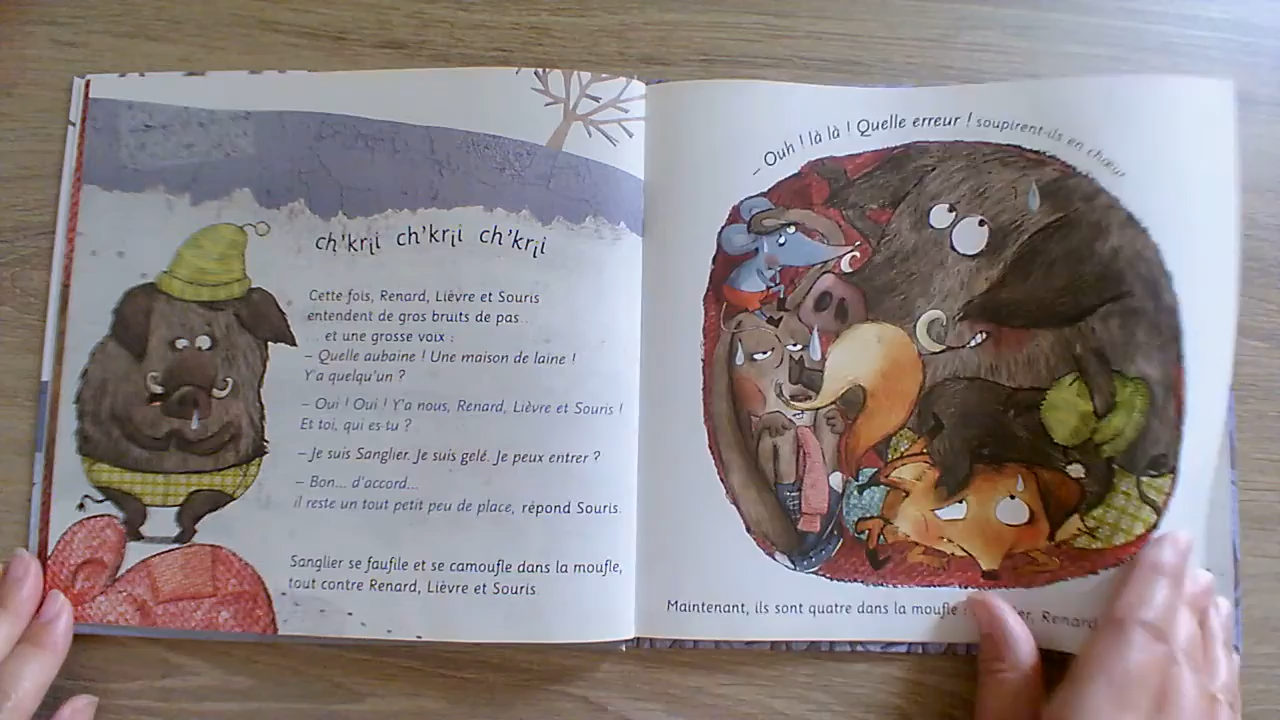 ch'krii ch'krii ch'krii
Cette fois, Renard, Lièvre et Souris
entendent de gros bruits de pas...
... et une grosse voix :
– Quelle aubaine ! Une maison de laine !
Y'a quelqu'un ?
– Oui ! Oui ! Y'a nous, Renard, Lièvre et Souris !
Et toi, qui es-tu ?
– Je suis Sanglier. Je suis gelé. Je peux entrer ?
– Bon... d'accord...
il reste un tout petit peu de place, répond Souris.
Sanglier se faufile et se camoufle dans la moufle,
tout contre Renard, Lièvre et Souris.
– Ouh ! là là ! Quelle erreur ! soupirent-ils en chœur
Maintenant, ils sont quatre dans la moufle : Renard